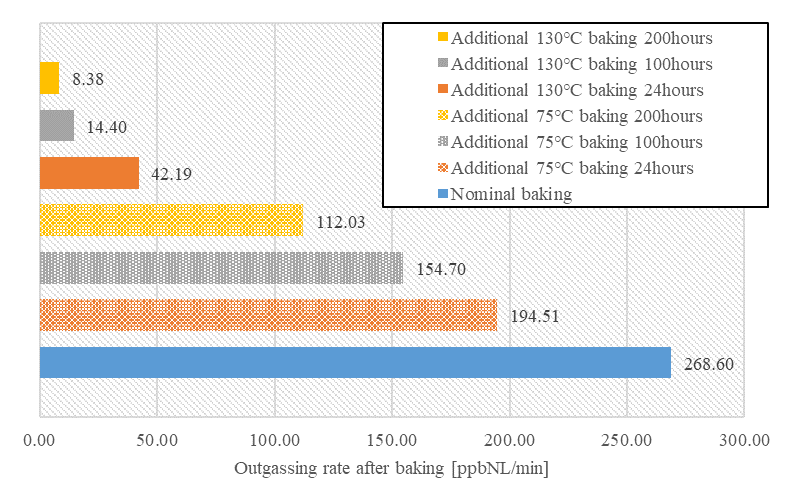 Additional 130℃ baking 200hours
Additional 130℃ baking 100hours
Additional 130℃ baking 24hours
Additional 75℃ baking 200hours
Additional 75℃ baking 100hours
Additional 75℃ baking 24hours
Nominal baking
8.38
14.40
42.19
112.03
154.70
194.51
268.60
0.00 50.00 100.00 150.00 200.00 250.00 300.00
Outgassing rate after baking [ppbNL/min]